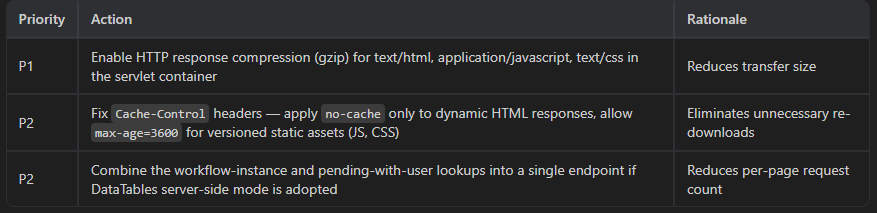 Priority Action Rationale
Enable HTTP response compression (gzip) for text/html, application/javascript, text/css
P1 Reduces transfer size
in the servlet container
Fix Cache-Control headers — apply no-cache only to dynamic HTML responses, allow Eliminates unnecessary re-
P2
max-age=3600 for versioned static assets (JS, CSS) downloads
Combine the workflow-instance and pending-with-user lookups into a single endpoint if Reduces per-page request
P2
DataTables server-side mode is adopted count